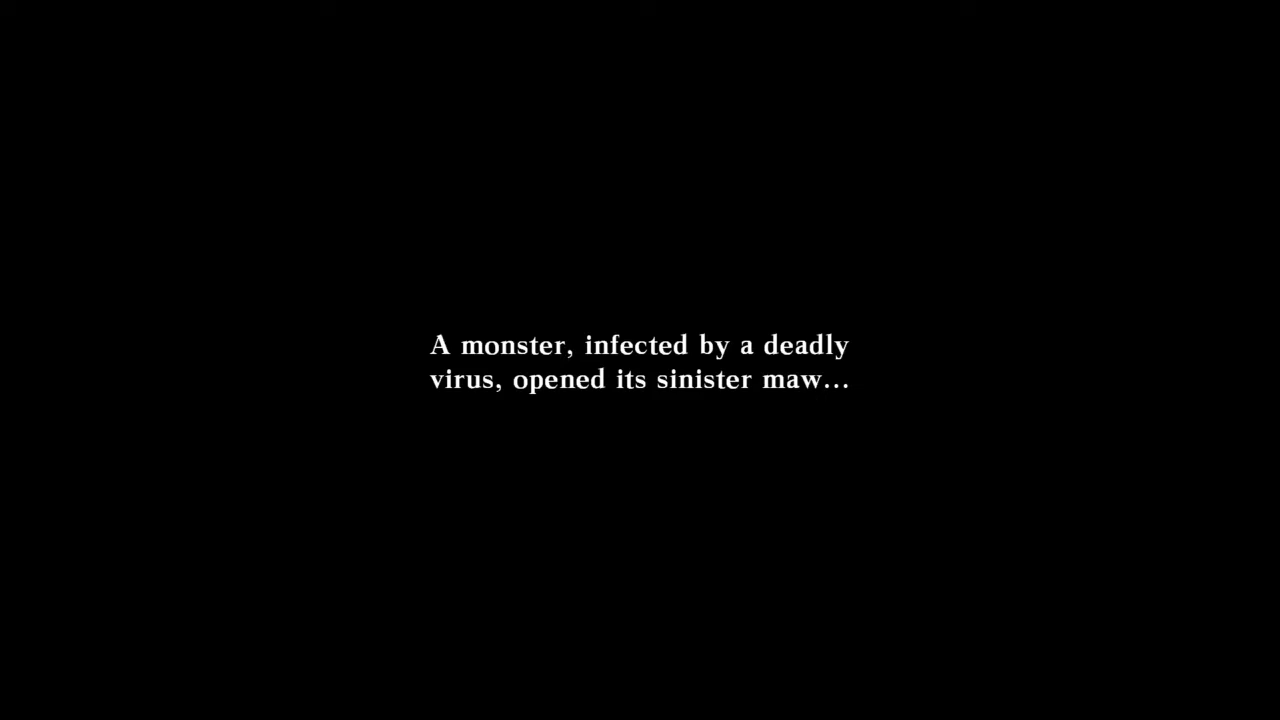 A monster, infected by a deadly
virus, opened its sinister maw...